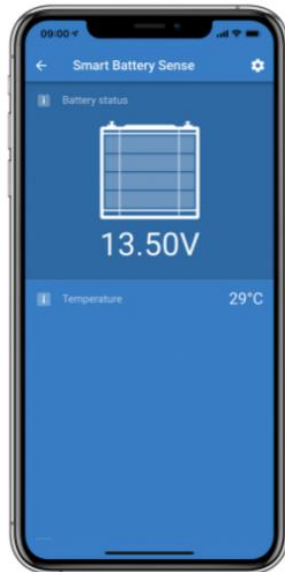 09:00
Smart Battery Sense
Battery status
13.50V
Temperature 29°C